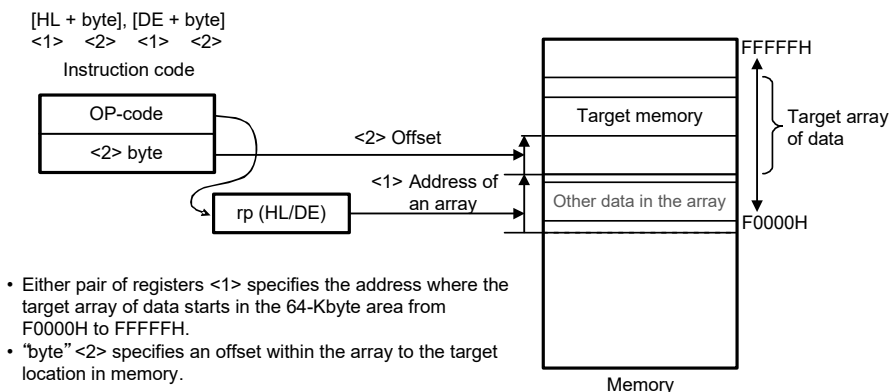 [HL + byte], [DE + byte]
<1> <2> <1> <2>
Instruction code
OP-code
<2> byte
<2> Offset
<1> Address of
an array
rp (HL/DE)
FFFFFH
Target memory
Target array
of data
Other data in the array
F0000H
Memory
• Either pair of registers <1> specifies the address where the
target array of data starts in the 64-Kbyte area from
F0000H to FFFFFH.
• “byte” <2> specifies an offset within the array to the target
location in memory.